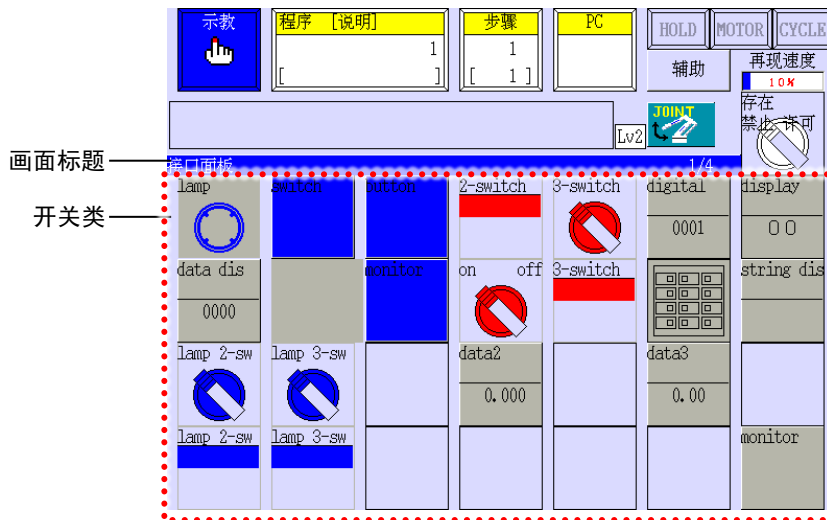 示教
程序 [说明]
1
[ ]
步骤
1
[ 1 ]
PC
HOLD
MOTOR
CYCLE
辅助
再现速度
10%
JOINT
Lv2
存在
禁止 许可
画面标题
接口面板
1/4
开关类
lamp
switch
button
2-switch
3-switch
digital
0001
display
00
data dis
0000
monitor
on off
3-switch
string dis
lamp 2-sw
lamp 3-sw
data2
0.000
data3
0.00
lamp 2-sw
lamp 3-sw
monitor